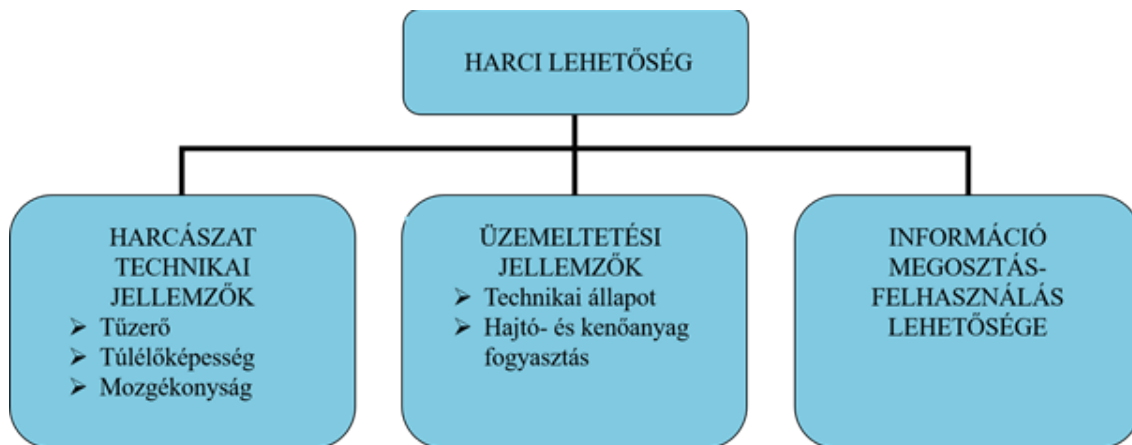 HARCI LEHETŐSÉG
HARCÁSZAT
TECHNIKAI
JELLEMZŐK
➢ Tűzerő
➢ Túlélőképesség
➢ Mozgékonyság
ÜZEMELTETÉSI
JELLEMZŐK
➢ Technikai állapot
➢ Hajtó- és kenőanyag
fogyasztás
INFORMÁCIÓ
MEGOSZTÁS-
FELHASZNÁLÁS
LEHETŐSÉGE